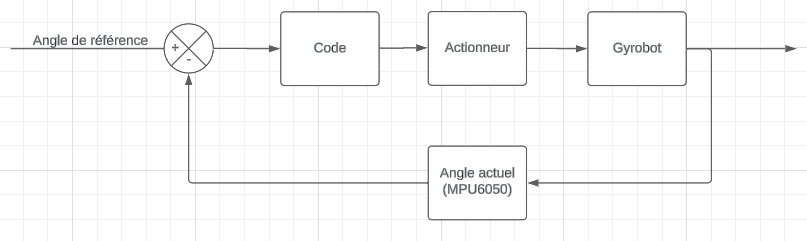 Angle de référence
+
-
Code
Actionneur
Gyrobot
Angle actuel
(MPU6050)